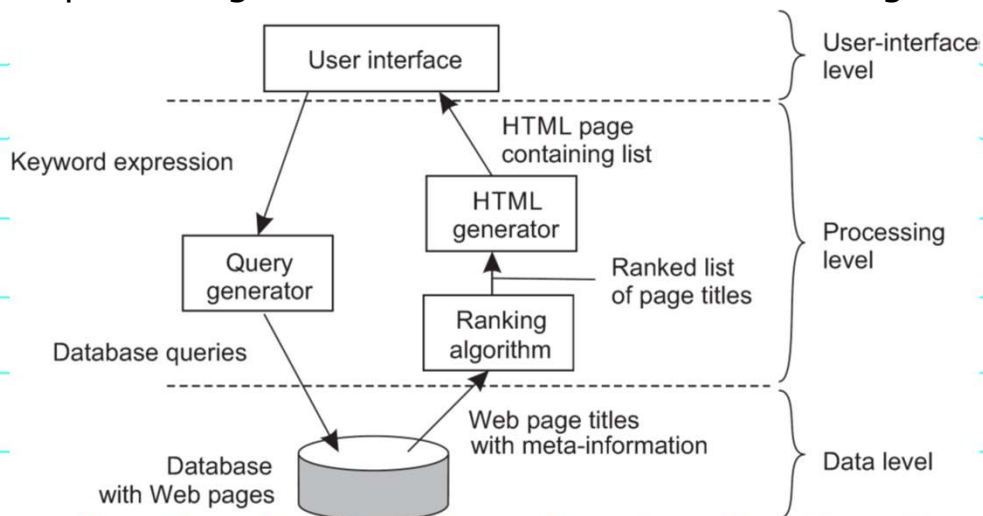 User interface
User-interface
level
HTML page
containing list
Keyword expression
HTML
generator
Processing
level
Query
generator
Ranked list
of page titles
Ranking
algorithm
Database queries
Web page titles
with meta-information
Database
with Web pages
Data level